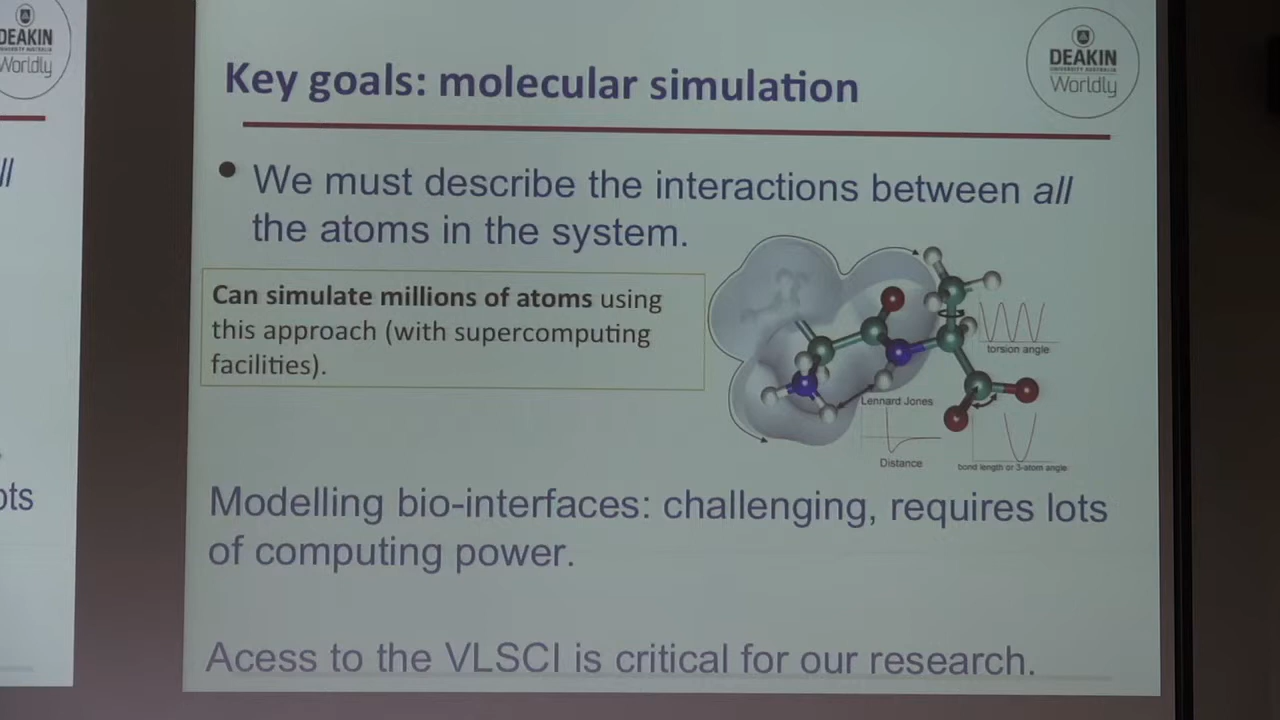 DEAKIN
Worldly
ll
ots
Key goals: molecular simulation
DEAKIN
UNIVERSITY AUSTRALIA
Worldly
• We must describe the interactions between all
the atoms in the system.
Can simulate millions of atoms using
this approach (with supercomputing
facilities).
torsion angle
Lennard Jones
Distance
bond length or 3-atom angle
Modelling bio-interfaces: challenging, requires lots
of computing power.
Acess to the VLSCI is critical for our research.